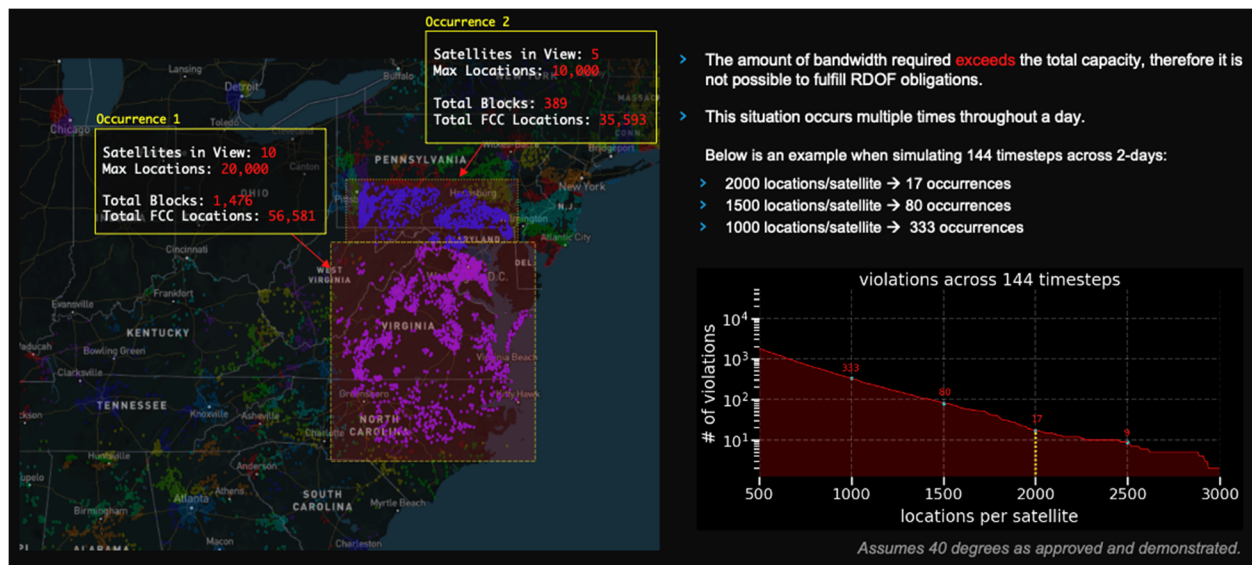 Occurrence 2
Satellites in View: 5
Max Locations: 10,000
Total Blocks: 389
Total FCC Locations: 35,593
Occurrence 1
Satellites in View: 10
Max Locations: 20,000
Total Blocks: 1,476
Total FCC Locations: 56,581
Lansing
Detroit
Buffalo
Chicago
Toledo
Canton
OHIO
NEW YORK
CONN.
Bridgeport
PENNSYLVANIA
New York
N.J.
Atlantic City
DEL.
D.C.
Cincinnati
WEST
VIRGINIA
Frankfort
Evansville
KENTUCKY
VIRGINIA
Bowling Green
Virginia Beach
Clarksville
Greensboro
TENNESSEE
Knoxville
Asheville
NORTH
CAROLINA
Charlotte
Huntsville
Anderson
Atlanta
Athens
SOUTH
CAROLINA
Myrtle Beach
Birmingham
Macon
Charleston
ALABAMA
> The amount of bandwidth required exceeds the total capacity, therefore it is
not possible to fulfill RDOF obligations.
> This situation occurs multiple times throughout a day.
Below is an example when simulating 144 timesteps across 2-days:
> 2000 locations/satellite → 17 occurrences
> 1500 locations/satellite → 80 occurrences
> 1000 locations/satellite → 333 occurrences
violations across 144 timesteps
# of violations
10⁴
10³
10²
10¹
333
80
17
9
500 1000 1500 2000 2500 3000
locations per satellite
Assumes 40 degrees as approved and demonstrated.